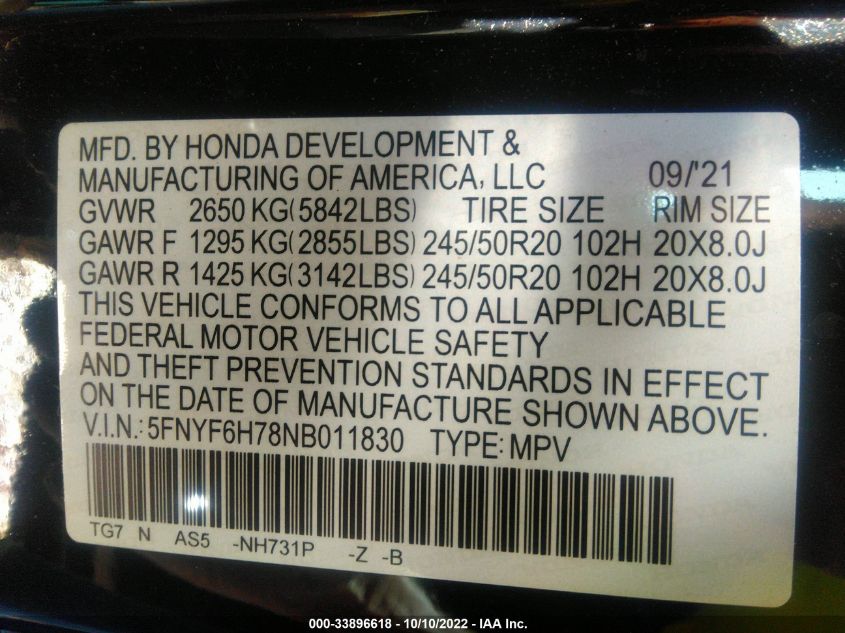 MFD. BY HONDA DEVELOPMENT &
MANUFACTURING OF AMERICA, LLC 09/'21
GVWR 2650 KG(5842LBS) TIRE SIZE RIM SIZE
GAWR F 1295 KG(2855LBS) 245/50R20 102H 20X8.0J
GAWR R 1425 KG(3142LBS) 245/50R20 102H 20X8.0J
THIS VEHICLE CONFORMS TO ALL APPLICABLE
FEDERAL MOTOR VEHICLE SAFETY
AND THEFT PREVENTION STANDARDS IN EFFECT
ON THE DATE OF MANUFACTURE SHOWN ABOVE.
V.I.N.: 5FNYF6H78NB011830 TYPE: MPV
TG7 N AS5 -NH731P -Z -B
000-33896618 - 10/10/2022 - IAA Inc.